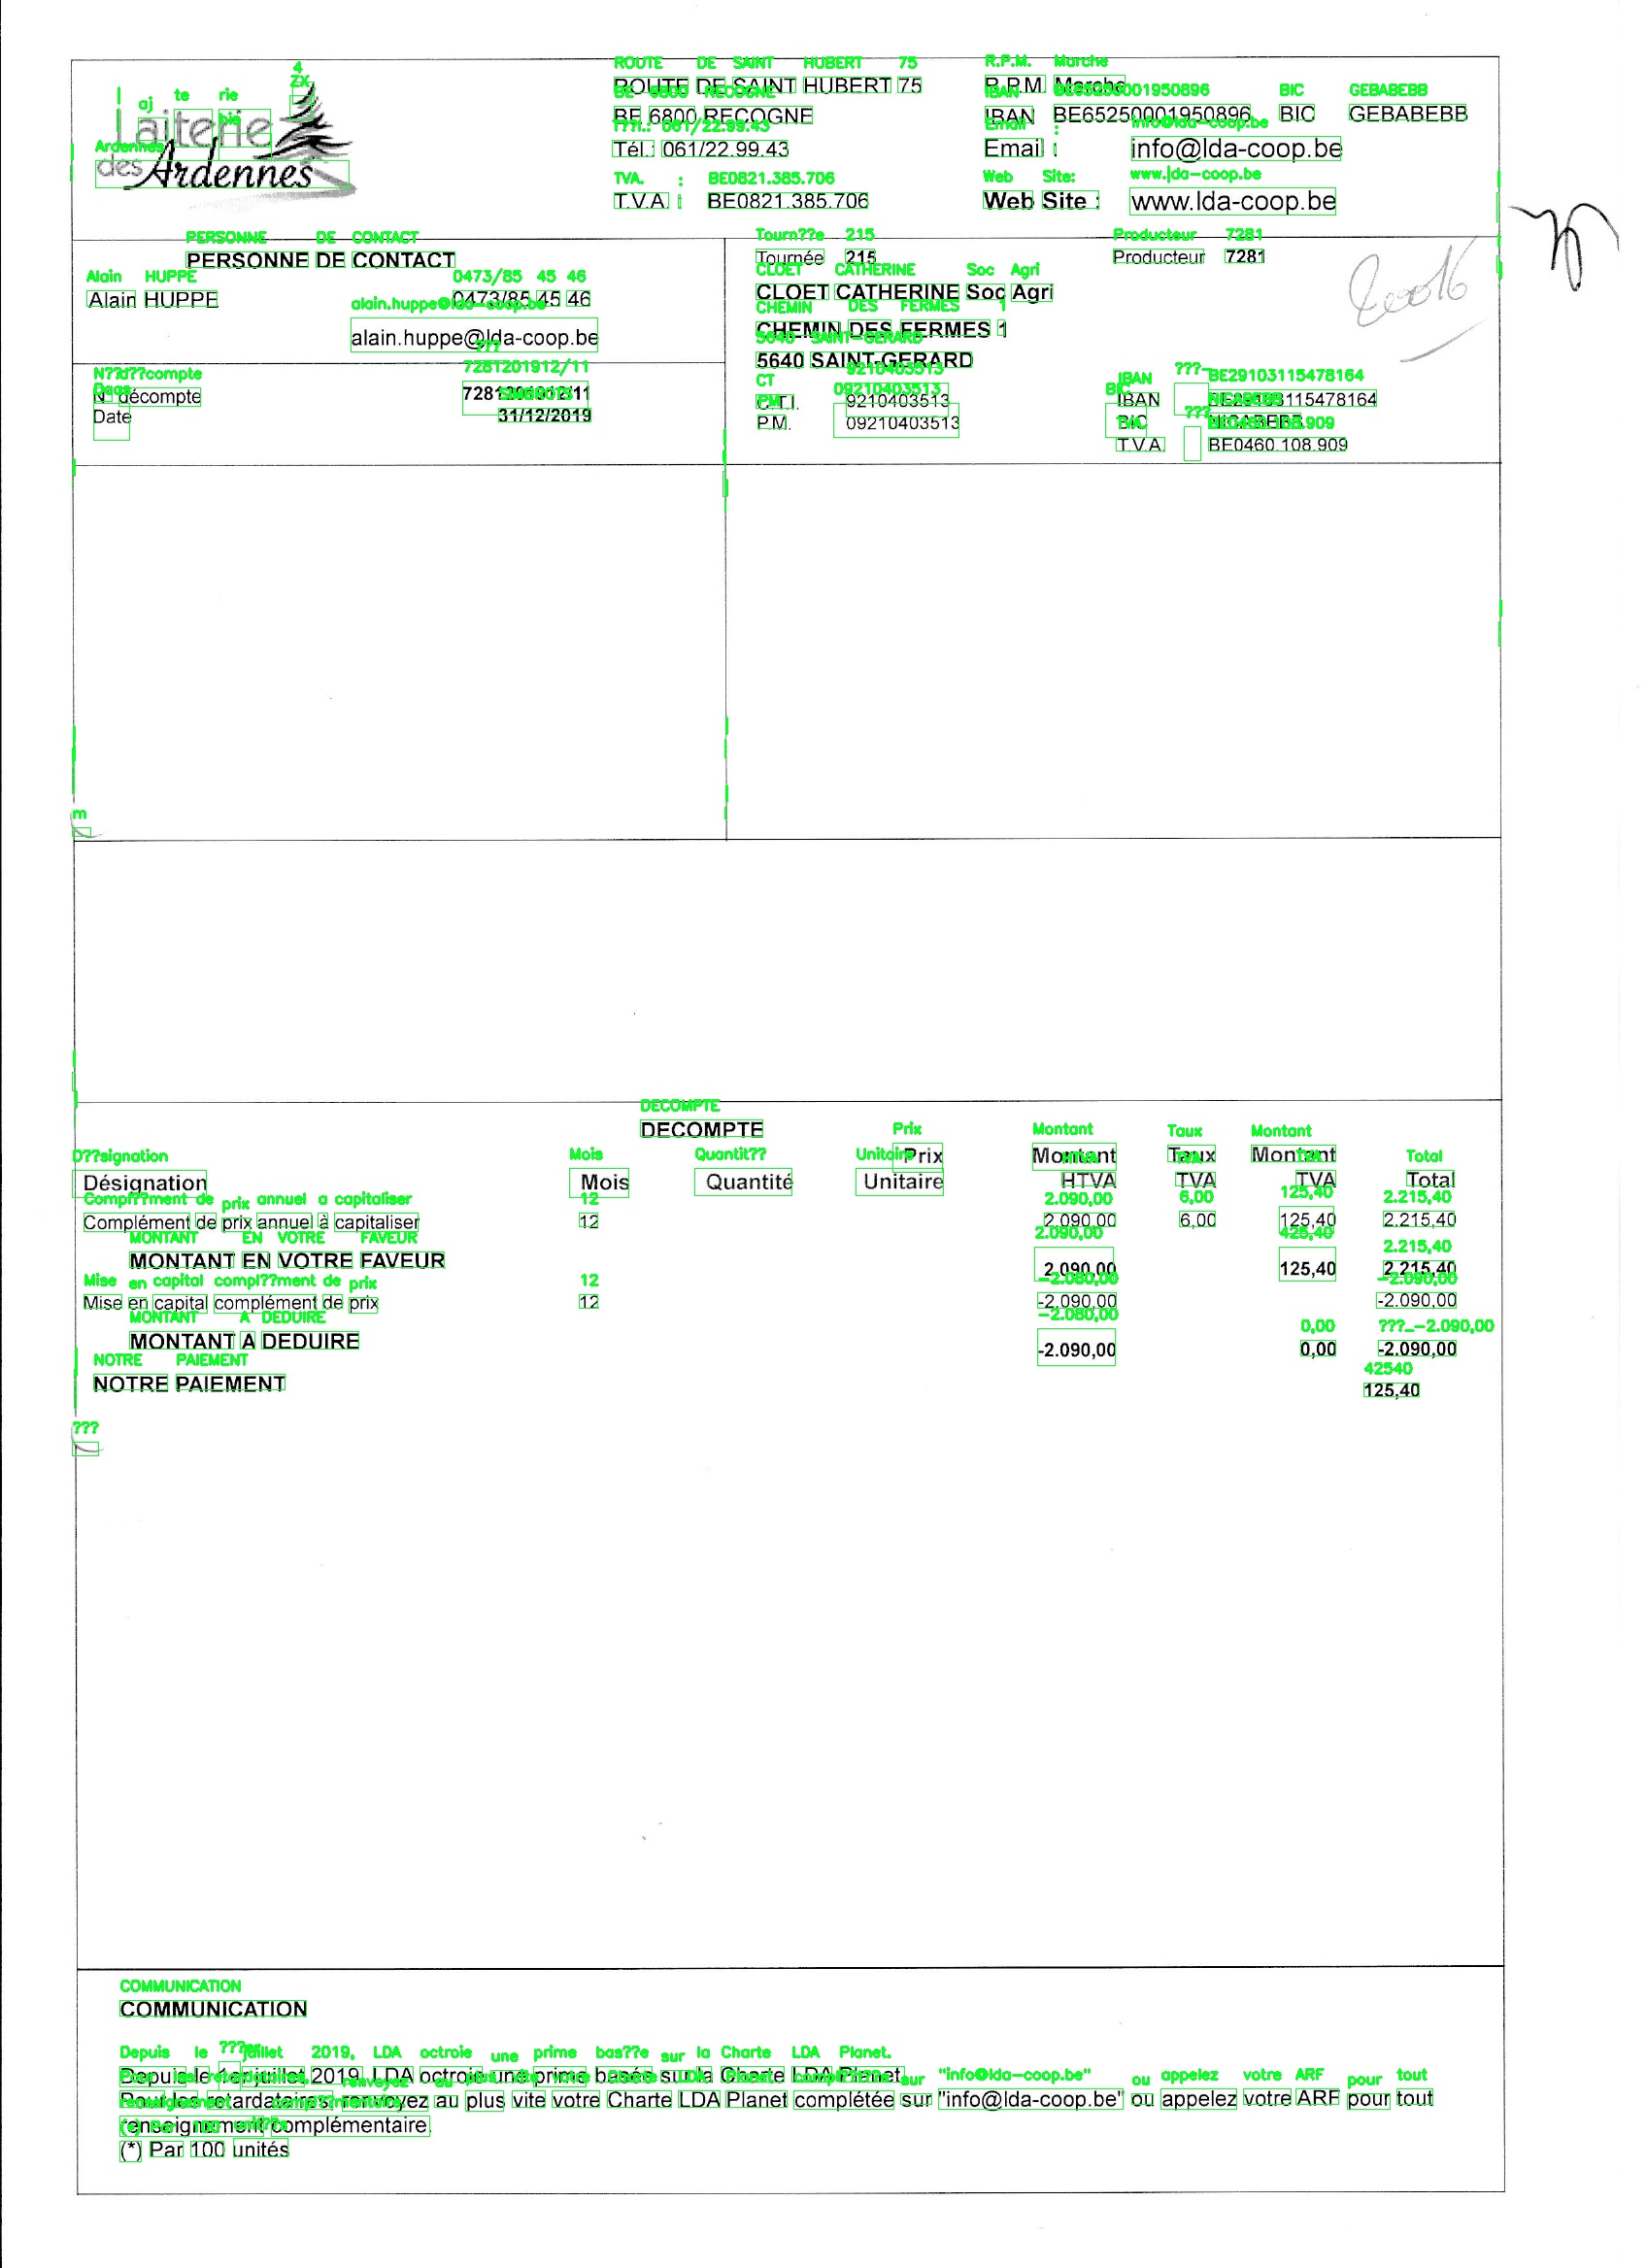 Laiterie
des Ardennes
ROUTE DE SAINT HUBERT 75
BE 6800 RECOGNE
Tél.: 061/22.99.43
T.V.A : BE0821.385.706
R.P.M. Marche
IBAN BE65250001950896 BIC GEBABEBB
Email : info@lda-coop.be
Web Site : www.lda-coop.be
PERSONNE DE CONTACT
Alain HUPPE 0473/85 45 46
alain.huppe@lda-coop.be
N° décompte 7281201912/11
Date 31/12/2019
Tournée 215 Producteur 7281
CLOET CATHERINE Soc Agri
CHEMIN DES FERMES 1
5640 SAINT-GERARD
C.T.I. 9210403513 IBAN BE29103115478164
P.M. 09210403513 BIC NICABEBB
T.V.A. BE0460.108.909
DECOMPTE
Désignation Mois Quantité Prix Unitaire Montant HTVA Taux TVA Montant TVA Total
Complément de prix annuel à capitaliser 12 2.090,00 6,00 125,40 2.215,40
MONTANT EN VOTRE FAVEUR 2.090,00 125,40 2.215,40
Mise en capital complément de prix 12 -2.090,00 -2.090,00
MONTANT A DEDUIRE -2.090,00 0,00 -2.090,00
NOTRE PAIEMENT 125,40
COMMUNICATION
Depuis le 1er juillet 2019, LDA octroie une prime basée sur la Charte LDA Planet.
Pour les retardataires, renvoyez au plus vite votre Charte LDA Planet complétée sur "info@lda-coop.be" ou appelez votre ARF pour tout
renseignement complémentaire.
(*) Par 100 unités